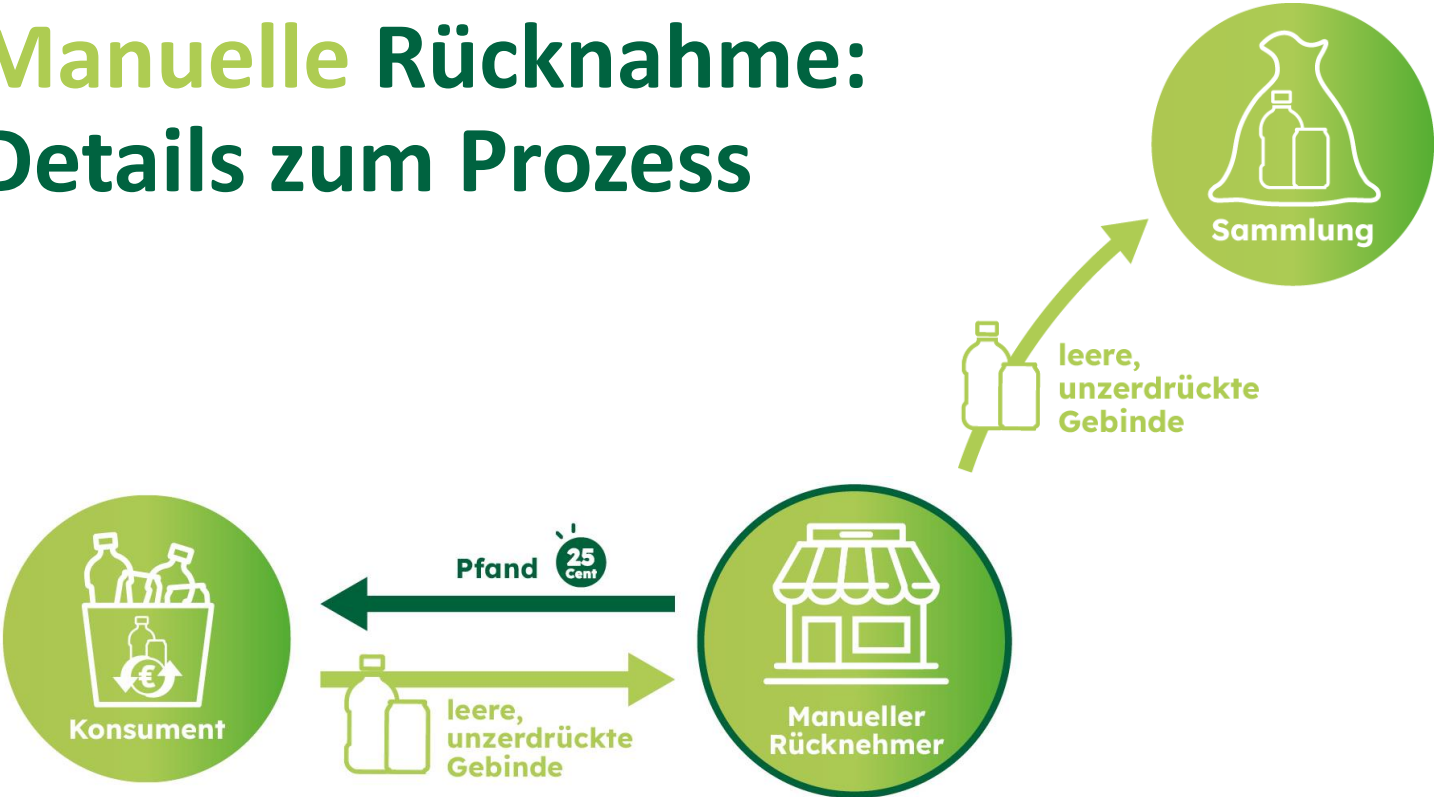 Manuelle Rücknahme:
Details zum Prozess
Sammlung
leere,
unzerdrückte
Gebinde
Pfand
25
Cent
€
Konsument
leere,
unzerdrückte
Gebinde
Manueller
Rücknehmer